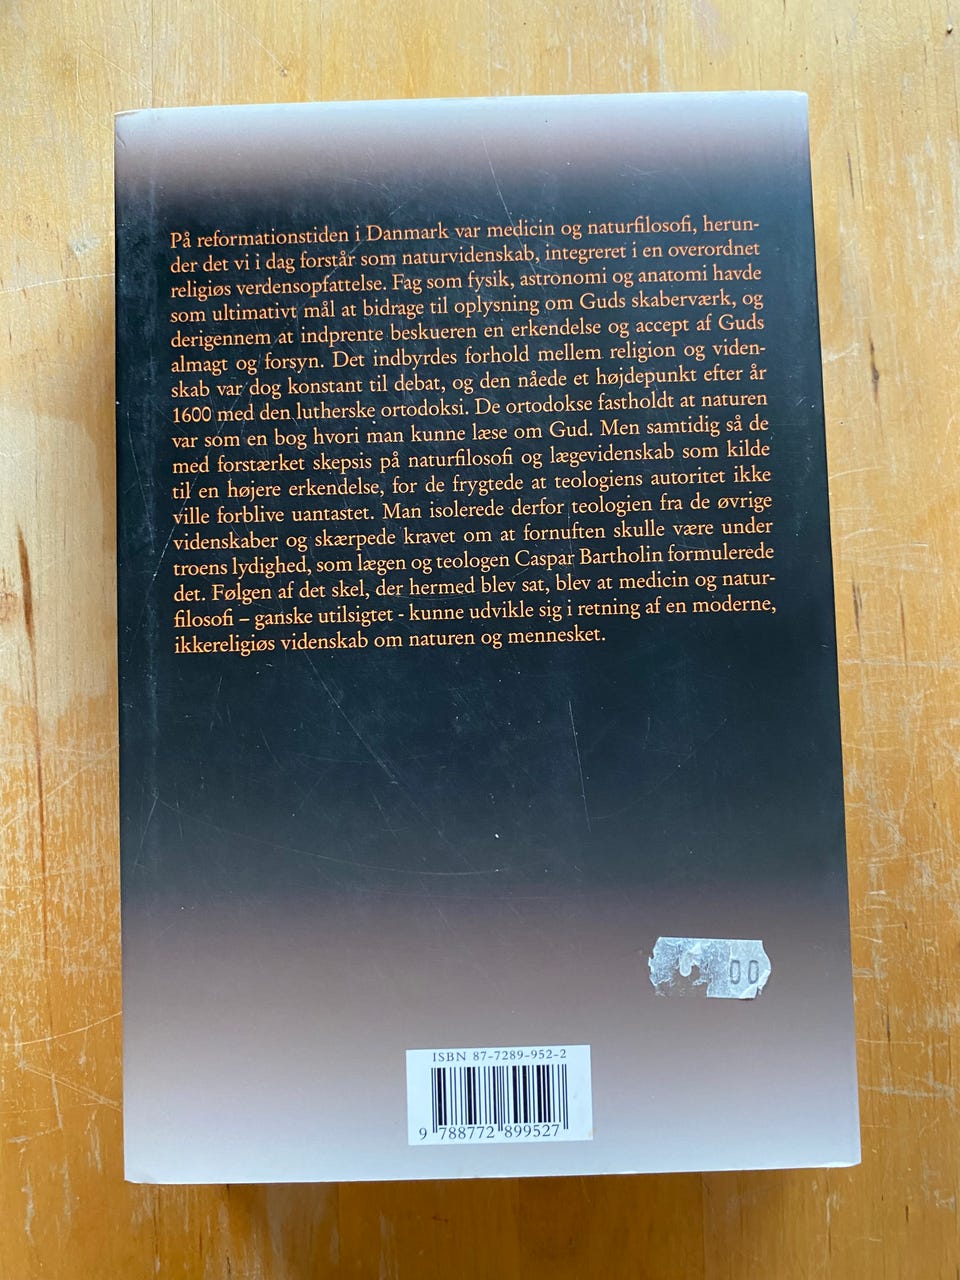 På reformationstiden i Danmark var medicin og naturfilosofi, herun-
der det vi i dag forstår som naturvidenskab, integreret i en overordnet
religiøs verdensopfattelse. Fag som fysik, astronomi og anatomi havde
som ultimativt mål at bidrage til oplysning om Guds skaberværk, og
derigennem at indprente beskueren en erkendelse og accept af Guds
almagt og forsyn. Det indbyrdes forhold mellem religion og viden-
skab var dog konstant til debat, og den nåede et højdepunkt efter år
1600 med den lutherske ortodoksi. De ortodokse fastholdt at naturen
var som en bog hvori man kunne læse om Gud. Men samtidig så de
med forstærket skepsis på naturfilosofi og lægevidenskab som kilde
til en højere erkendelse, for de frygtede at teologiens autoritet ikke
ville forblive uantastet. Man isolerede derfor teologien fra de øvrige
videnskaber og skærpede kravet om at fornuften skulle være under
troens lydighed, som lægen og teologen Caspar Bartholin formulerede
det. Følgen af det skel, der hermed blev sat, blev at medicin og natur-
filosofi – ganske utilsigtet - kunne udvikle sig i retning af en moderne,
ikkereligiøs videnskab om naturen og mennesket.
00
ISBN 87-7289-952-2
9 788772 899527